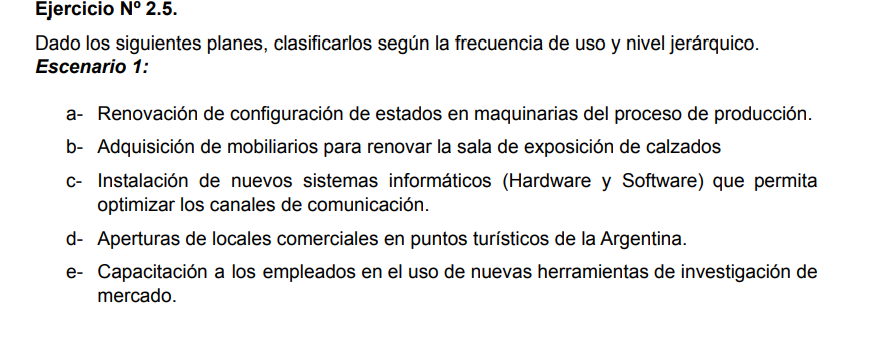 Ejercicio Nº 2.5.
Dado los siguientes planes, clasificarlos según la frecuencia de uso y nivel jerárquico.
Escenario 1:
a- Renovación de configuración de estados en maquinarias del proceso de producción.
b- Adquisición de mobiliarios para renovar la sala de exposición de calzados
c- Instalación de nuevos sistemas informáticos (Hardware y Software) que permita
optimizar los canales de comunicación.
d- Aperturas de locales comerciales en puntos turísticos de la Argentina.
e- Capacitación a los empleados en el uso de nuevas herramientas de investigación de
mercado.